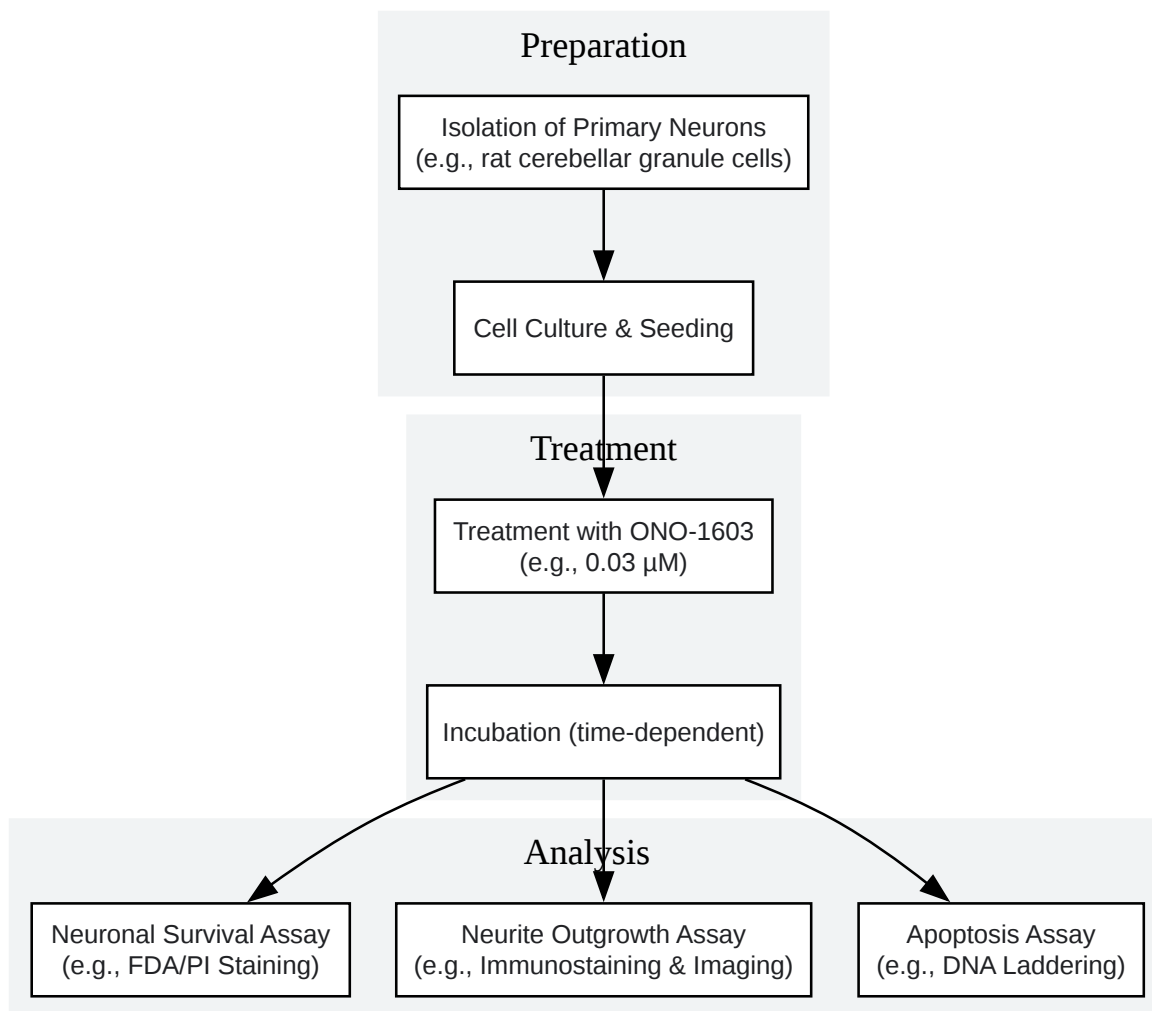 Preparation
Isolation of Primary Neurons
(e.g., rat cerebellar granule cells)
Cell Culture & Seeding
Treatment
Treatment with ONO-1603
(e.g., 0.03 µM)
Incubation (time-dependent)
Analysis
Neuronal Survival Assay
(e.g., FDA/PI Staining)
Neurite Outgrowth Assay
(e.g., Immunostaining & Imaging)
Apoptosis Assay
(e.g., DNA Laddering)